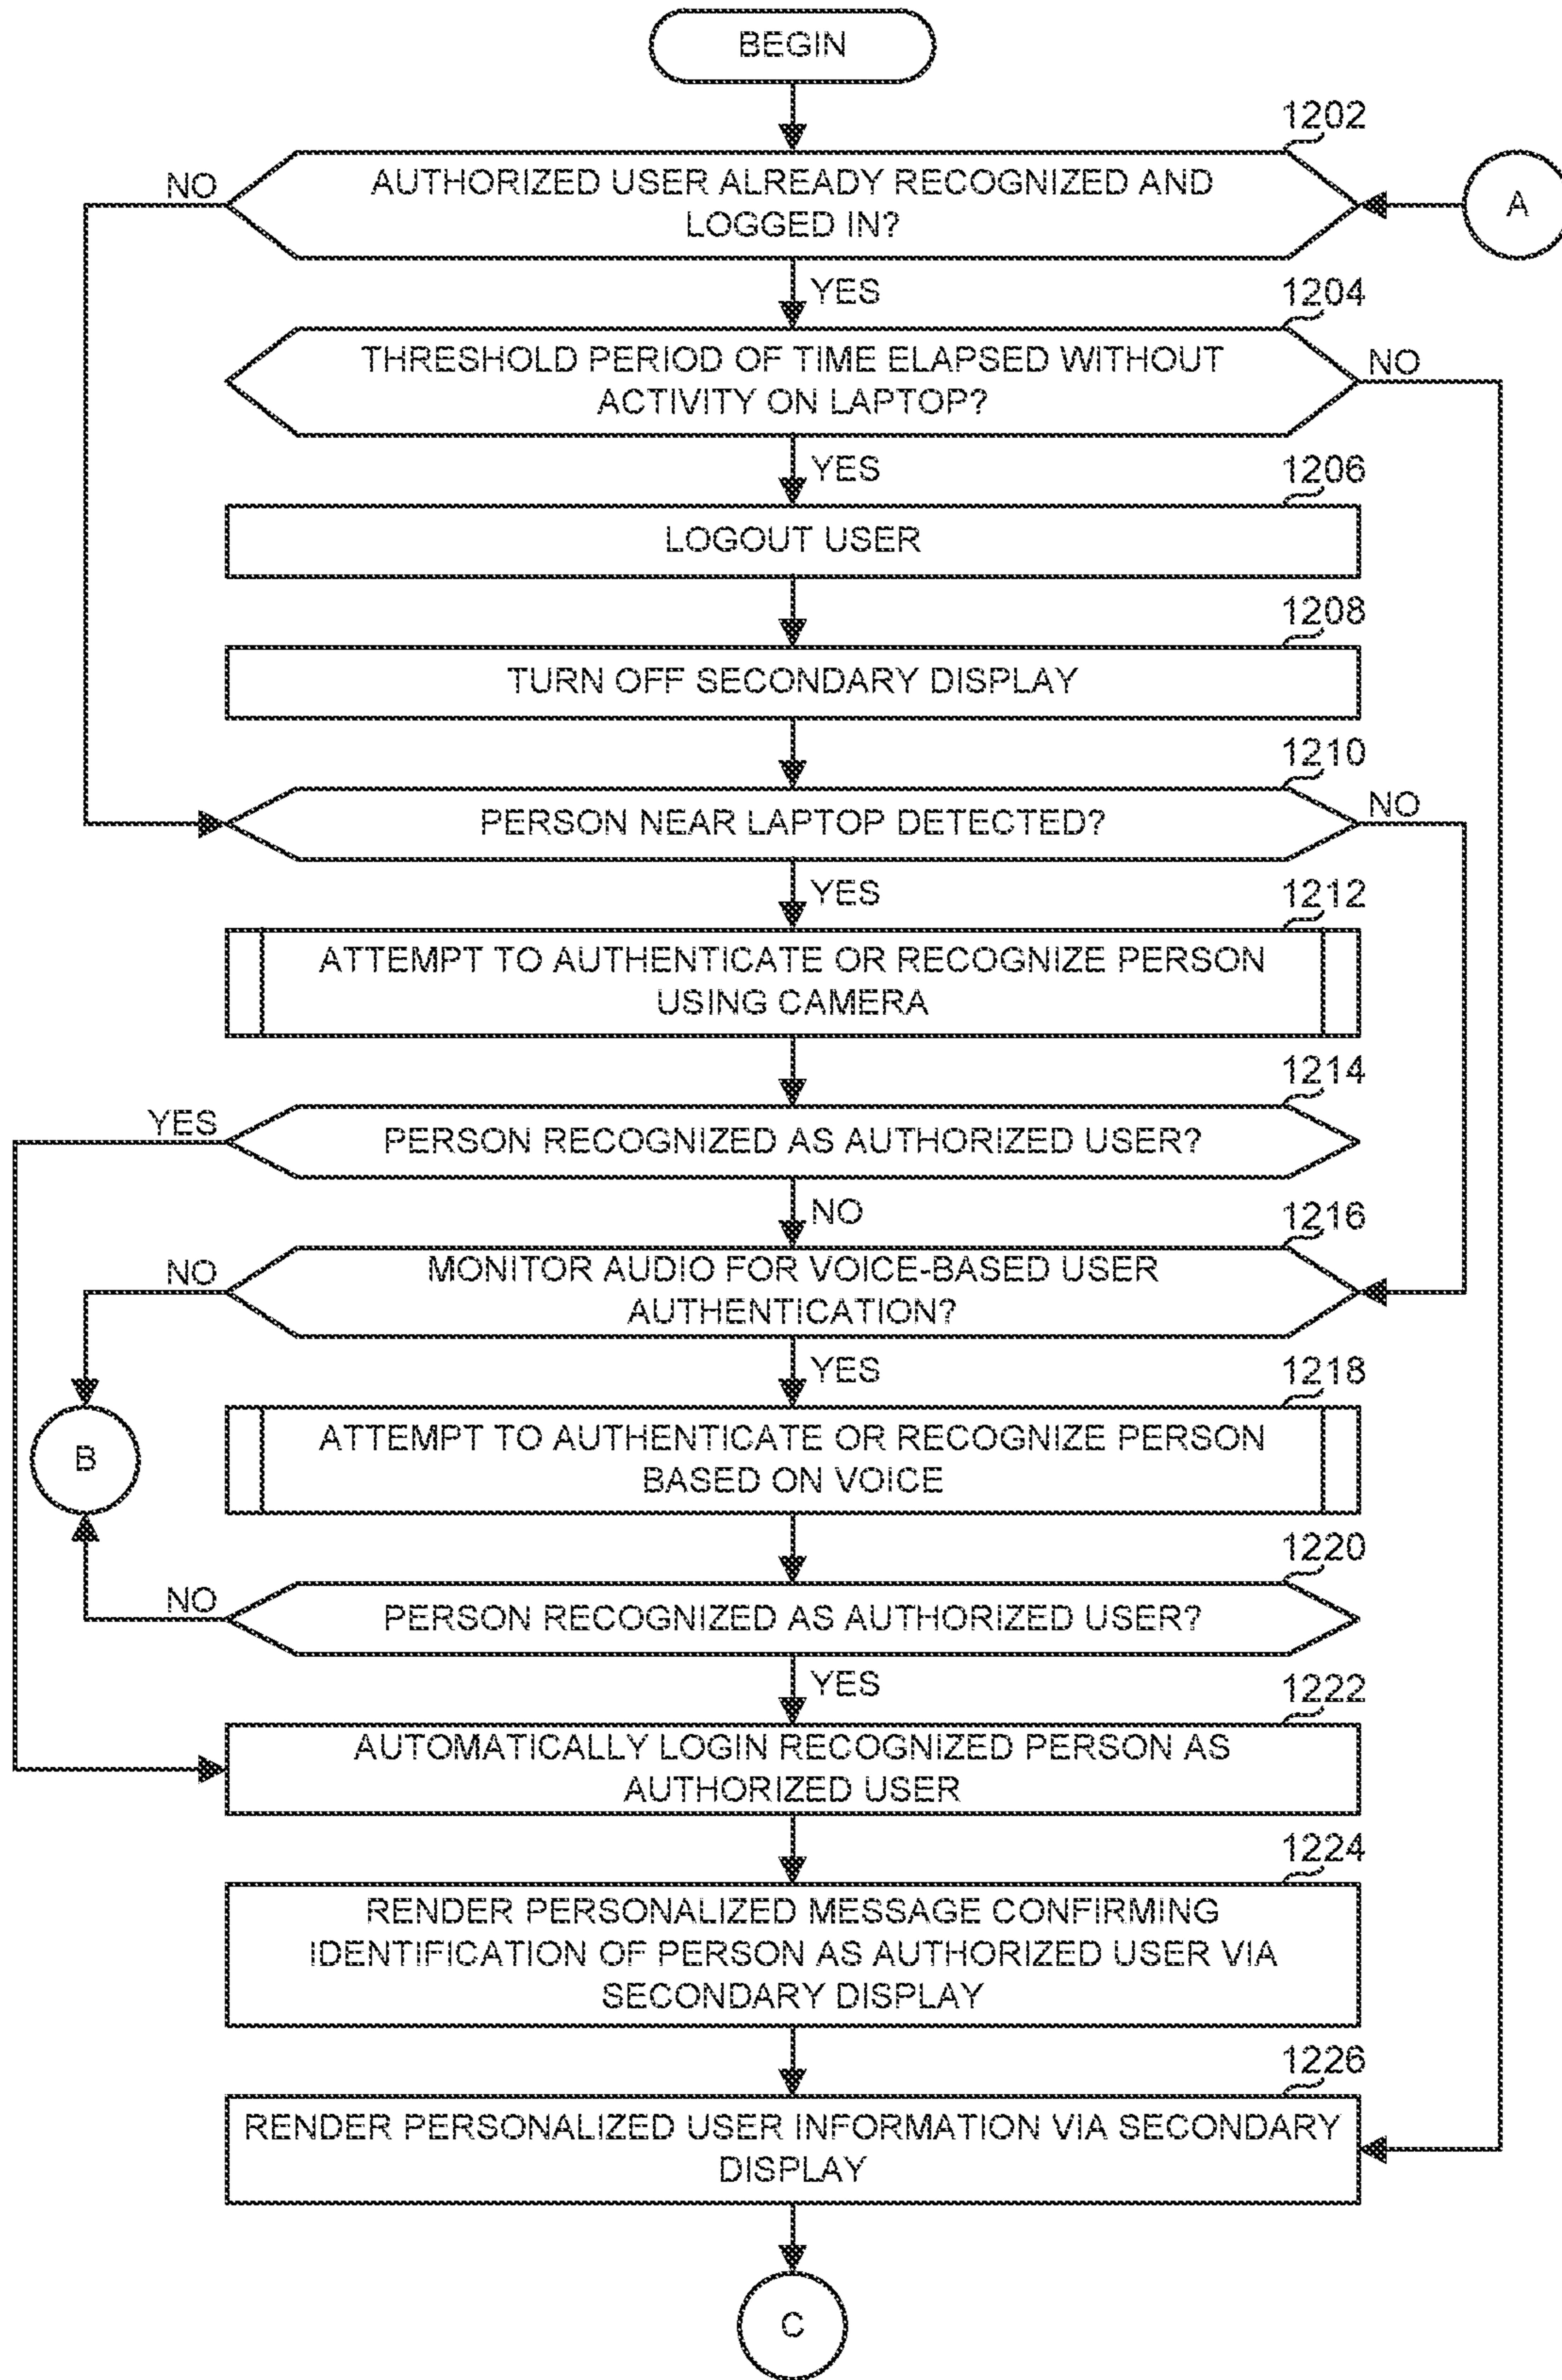 BEGIN
1202
NO
AUTHORIZED USER ALREADY RECOGNIZED AND
LOGGED IN?
A
YES
1204
THRESHOLD PERIOD OF TIME ELAPSED WITHOUT
ACTIVITY ON LAPTOP?
NO
YES
1206
LOGOUT USER
1208
TURN OFF SECONDARY DISPLAY
1210
PERSON NEAR LAPTOP DETECTED?
NO
YES
1212
ATTEMPT TO AUTHENTICATE OR RECOGNIZE PERSON
USING CAMERA
1214
YES
PERSON RECOGNIZED AS AUTHORIZED USER?
NO
1216
NO
MONITOR AUDIO FOR VOICE-BASED USER
AUTHENTICATION?
YES
1218
B
ATTEMPT TO AUTHENTICATE OR RECOGNIZE PERSON
BASED ON VOICE
1220
NO
PERSON RECOGNIZED AS AUTHORIZED USER?
YES
1222
AUTOMATICALLY LOGIN RECOGNIZED PERSON AS
AUTHORIZED USER
1224
RENDER PERSONALIZED MESSAGE CONFIRMING
IDENTIFICATION OF PERSON AS AUTHORIZED USER VIA
SECONDARY DISPLAY
1226
RENDER PERSONALIZED USER INFORMATION VIA SECONDARY
DISPLAY
C